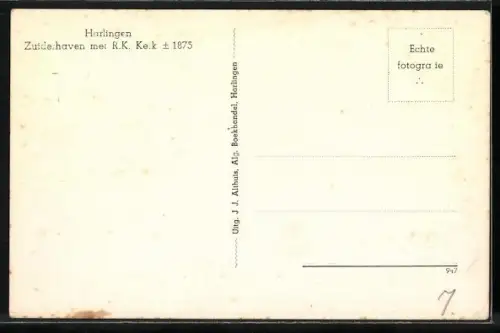 Harlingen
Zuiderhaven met R.K. Kerk ± 1875
Uitg. J. J. Althuis, Alg. Boekhandel, Harlingen
Echte
fotografie
947
7.